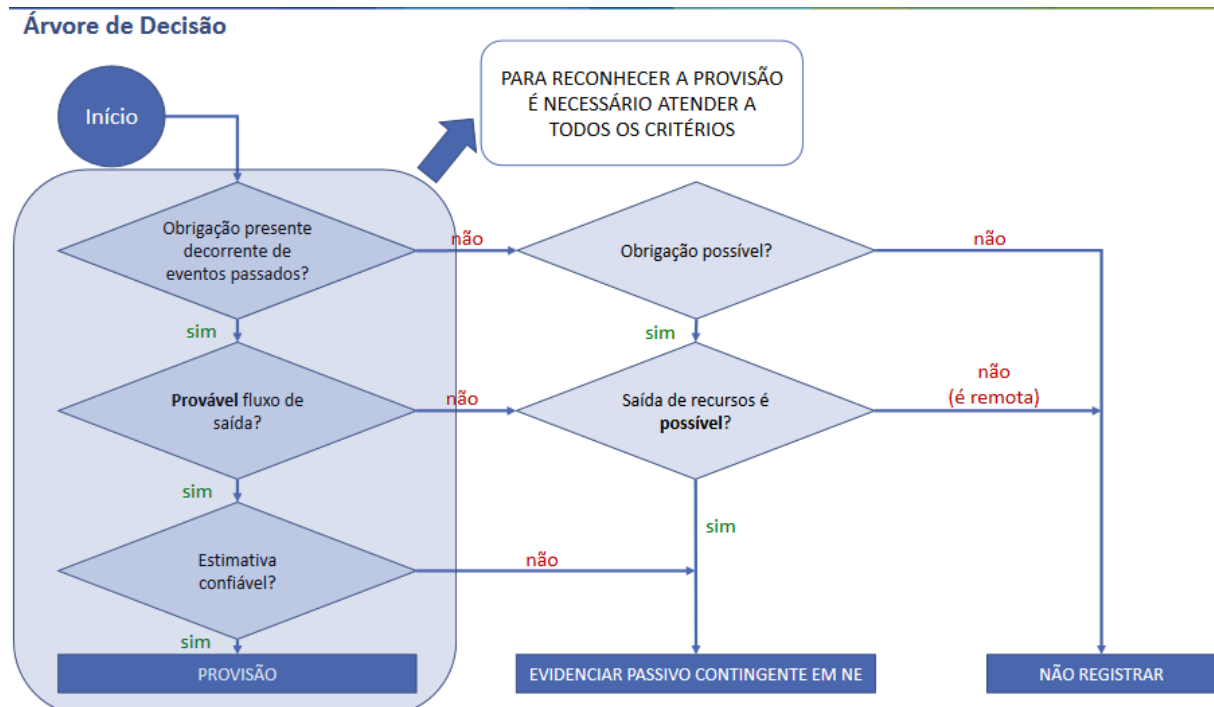 Árvore de Decisão
Início
PARA RECONHECER A PROVISÃO
É NECESSÁRIO ATENDER A
TODOS OS CRITÉRIOS
Obrigação presente
decorrente de
eventos passados?
não
Obrigação possível?
não
sim
sim
Provável fluxo de
saída?
não
Saída de recursos é
possível?
não
(é remota)
sim
sim
Estimativa
confiável?
não
sim
PROVISÃO
EVIDENCIAR PASSIVO CONTINGENTE EM NE
NÃO REGISTRAR